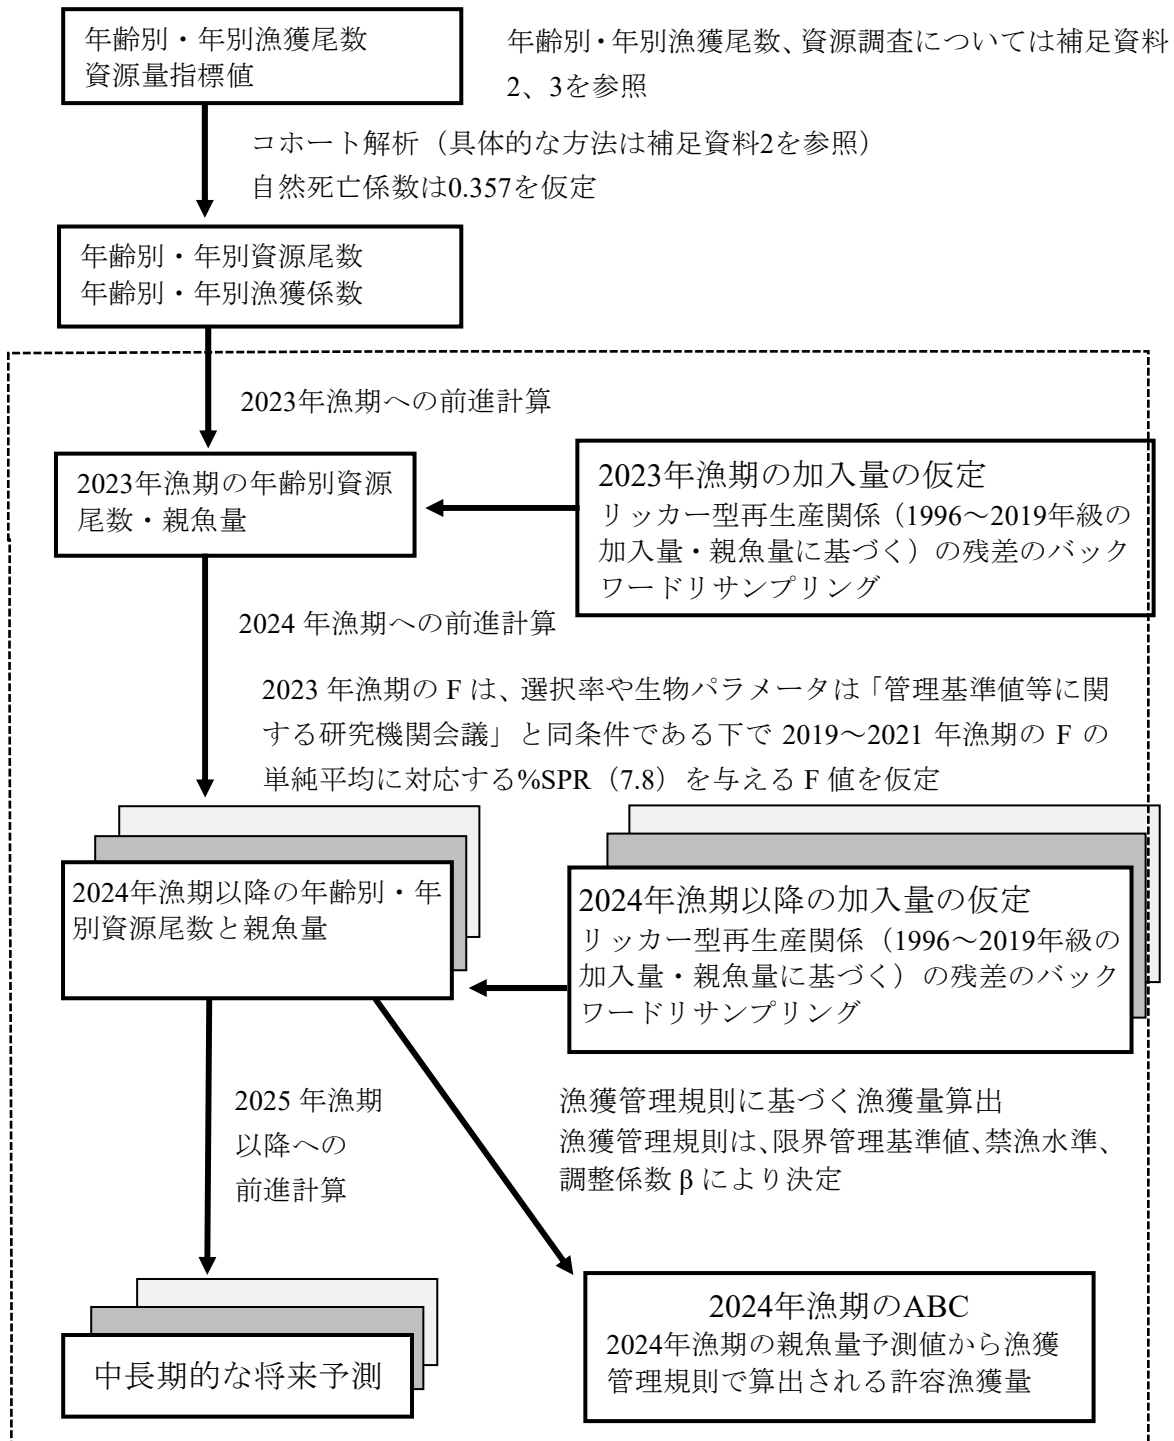 年齢別・年別漁獲尾数
資源量指標値
年齢別・年別漁獲尾数、資源調査については補足資料
2、3を参照
コホート解析（具体的な方法は補足資料2を参照）
自然死亡係数は0.357を仮定
年齢別・年別資源尾数
年齢別・年別漁獲係数
2023年漁期への前進計算
2023年漁期の年齢別資源
尾数・親魚量
2023年漁期の加入量の仮定
リッカー型再生産関係（1996～2019年級の
加入量・親魚量に基づく）の残差のバック
ワードリサンプリング
2024 年漁期への前進計算
2023 年漁期の F は、選択率や生物パラメータは「管理基準値等に関
する研究機関会議」と同条件である下で 2019～2021 年漁期の F の
単純平均に対応する%SPR（7.8）を与える F 値を仮定
2024年漁期以降の年齢別・年
別資源尾数と親魚量
2024年漁期以降の加入量の仮定
リッカー型再生産関係（1996～2019年級の
加入量・親魚量に基づく）の残差のバック
ワードリサンプリング
2025 年漁期
以降への
前進計算
漁獲管理規則に基づく漁獲量算出
漁獲管理規則は、限界管理基準値、禁漁水準、
調整係数 β により決定
中長期的な将来予測
2024年漁期のABC
2024年漁期の親魚量予測値から漁獲
管理規則で算出される許容漁獲量